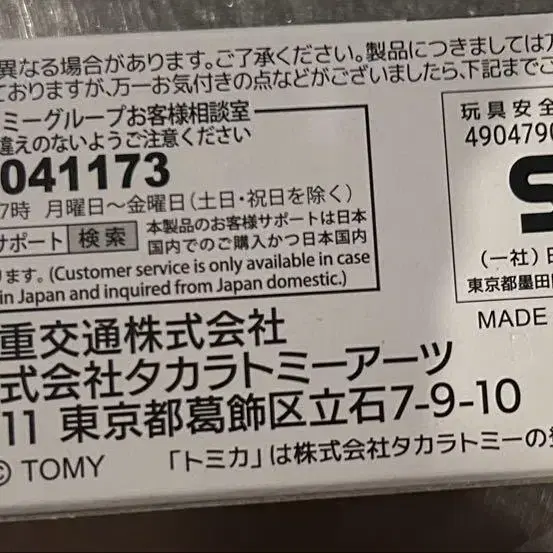 異なる場合があります。ご了承ください。製品につきましては万
ておりますが、万一お気付きの点などがございましたら、下記までご
ミーグループお客様相談室
違えのないようご注意ください
041173
7時 月曜日～金曜日(土日・祝日を除く)
サポート 検索
本製品のお客様サポートは日本
国内でのご購入かつ日本国内
ります。(Customer service is only available in case
in Japan and inquired from Japan domestic.)
重交通株式会社
式会社タカラトミーアーツ
11 東京都葛飾区立石7-9-10
© TOMY 「トミカ」は株式会社タカラトミーの登
玩具安全
4904790
S
(一社)日
東京都墨田
MADE